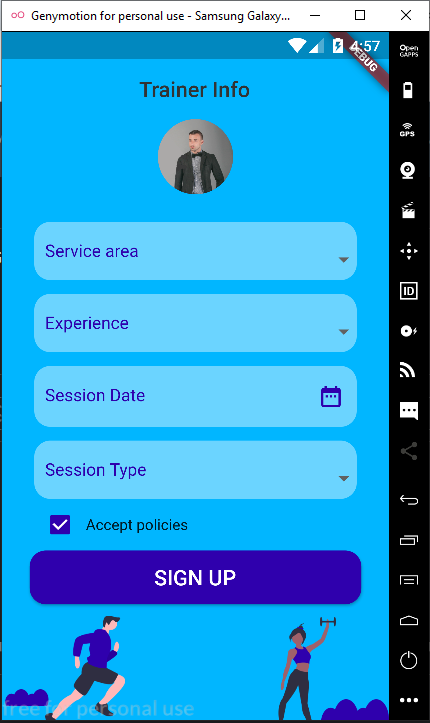 Genymotion for personal use - Samsung Galaxy...
4:57
DEBUG
Open
GAPPS
Trainer Info
GPS
Service area
ID
Experience
Session Date
Session Type
Accept policies
SIGN UP
free for personal use